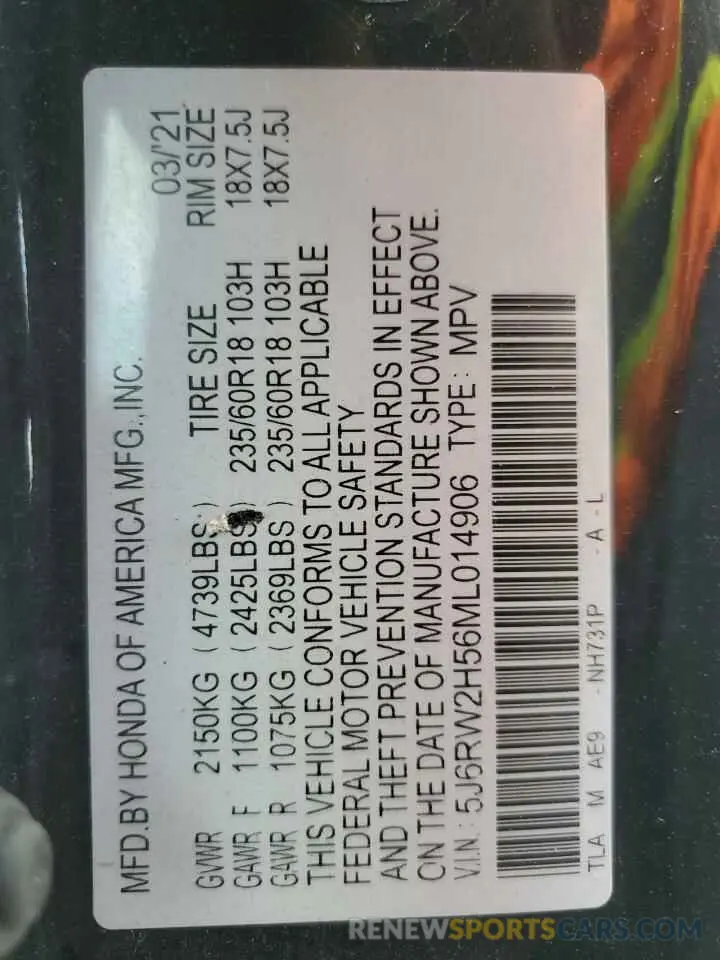 MFD.BY HONDA OF AMERICA MFG.,INC.
03/'21
GVWR 2150KG (4739LBS) TIRE SIZE RIM SIZE
GAWR F 1100KG (2425LBS) 235/60R18 103H 18X7.5J
GAWR R 1075KG (2369LBS) 235/60R18 103H 18X7.5J
THIS VEHICLE CONFORMS TO ALL APPLICABLE
FEDERAL MOTOR VEHICLE SAFETY
AND THEFT PREVENTION STANDARDS IN EFFECT
ON THE DATE OF MANUFACTURE SHOWN ABOVE.
V.I.N.: 5J6RW2H56ML014906 TYPE: MPV
TLA M AE9 -NH731P -A -L
RENEWSPORTSCARS.COM